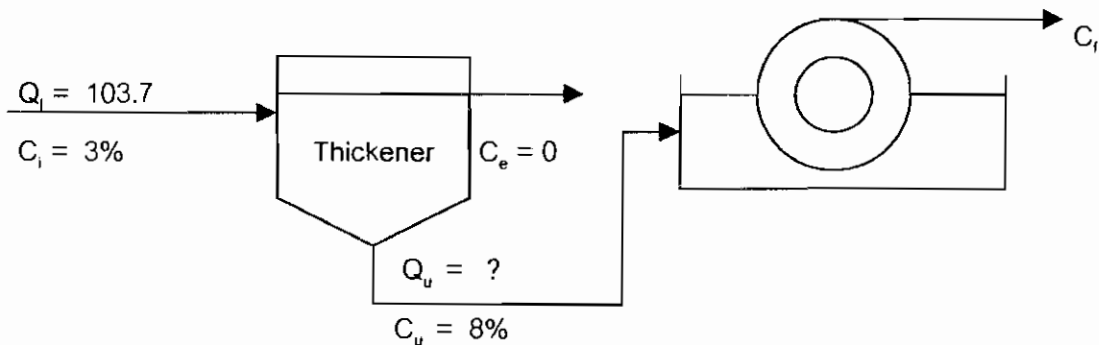 Q_i = 103.7
C_i = 3%
Thickener
C_e = 0
Q_u = ?
C_u = 8%
C_f